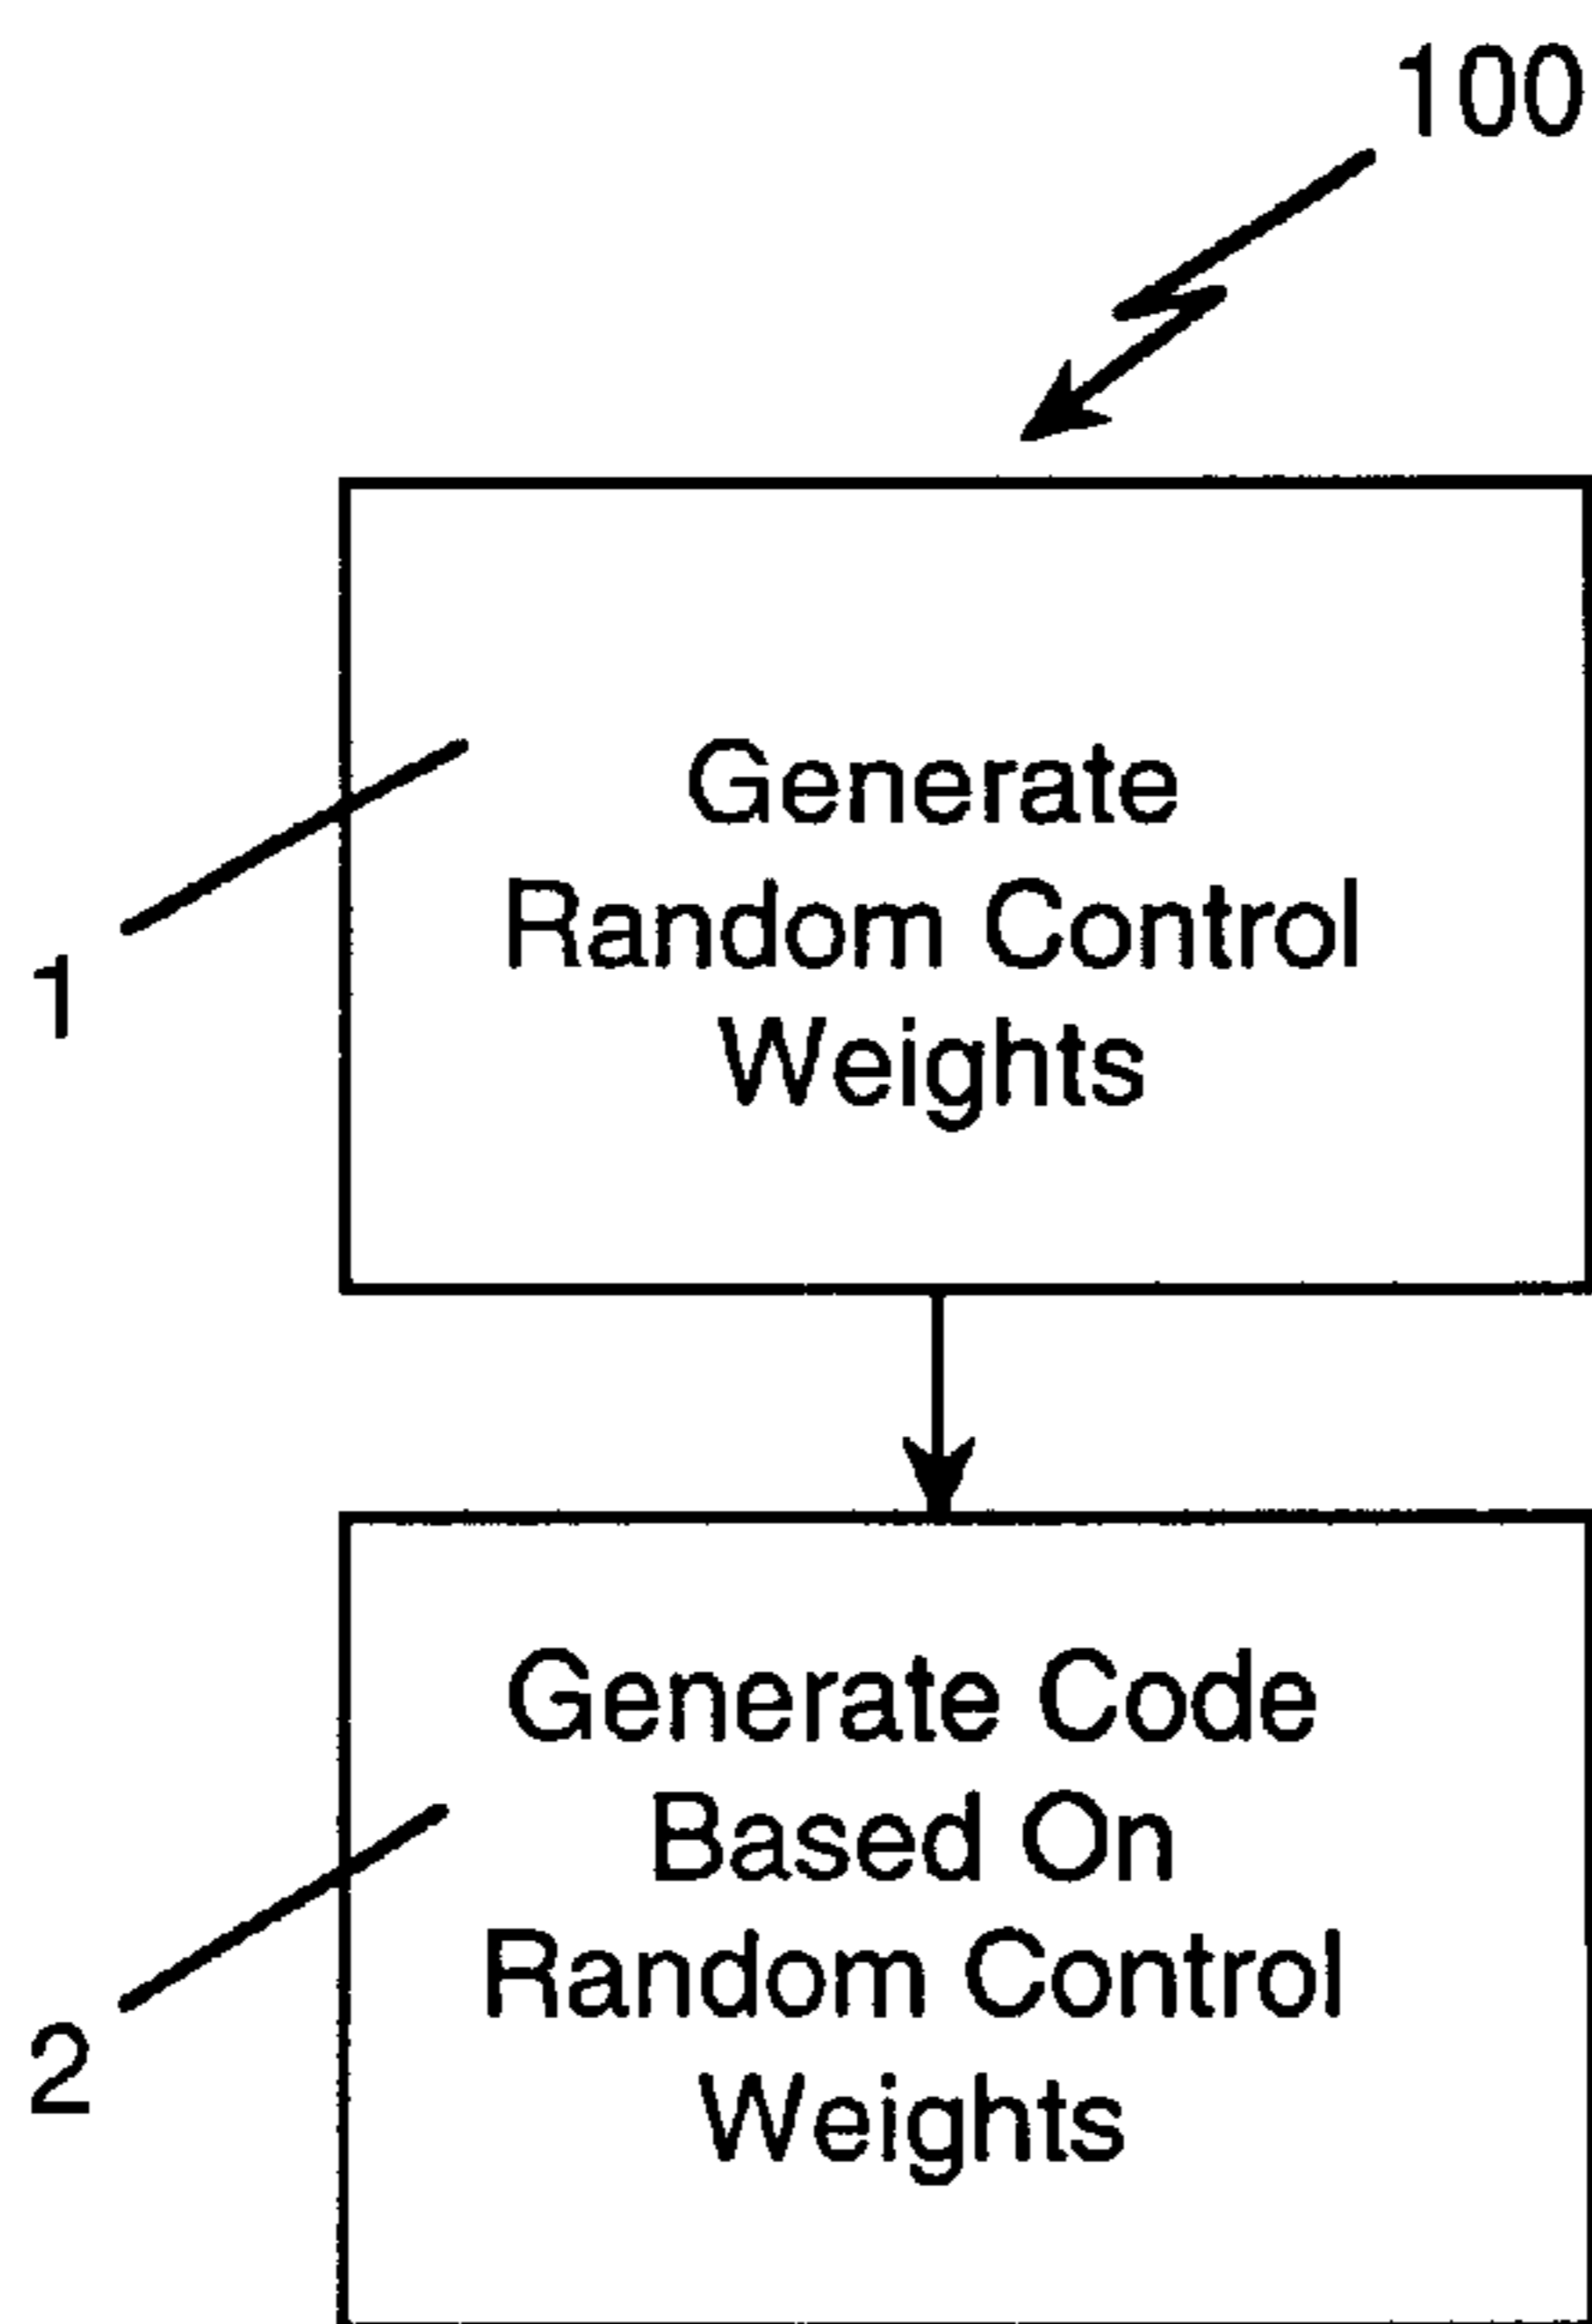 100
Generate
Random Control
Weights
1
Generate Code
Based On
Random Control
Weights
2